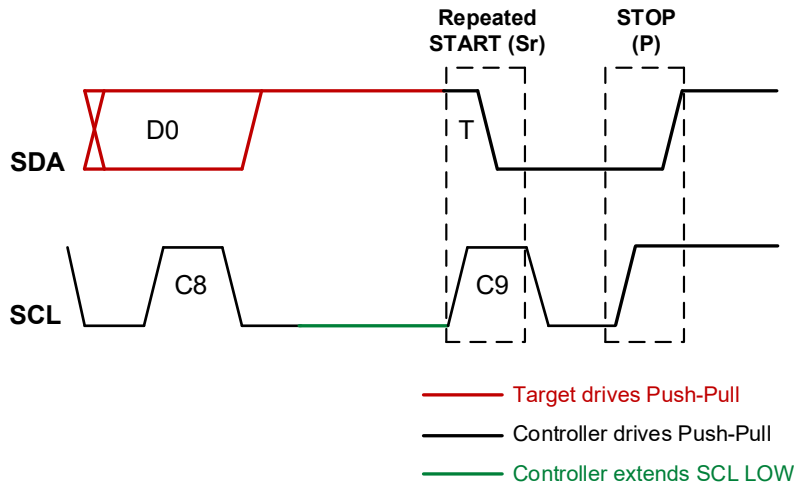 Repeated
START (Sr)
STOP
(P)
SDA
D0
T
SCL
C8
C9
Target drives Push-Pull
Controller drives Push-Pull
Controller extends SCL LOW